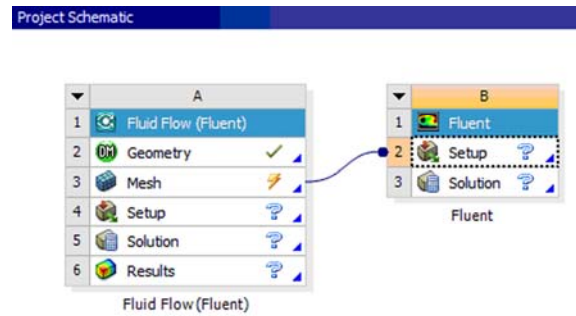 Project Schematic
A
1 Fluid Flow (Fluent)
2 DM Geometry
3 Mesh
4 Setup
5 Solution
6 Results
Fluid Flow (Fluent)
B
1 Fluent
2 Setup
3 Solution
Fluent